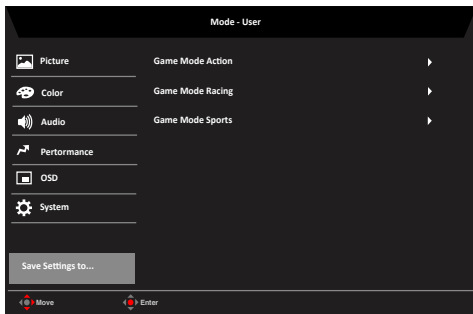 Mode - User
Picture
Game Mode Action
Color
Game Mode Racing
Audio
Game Mode Sports
Pertormance
OSD
System
Save Settings to...
Move
Enter